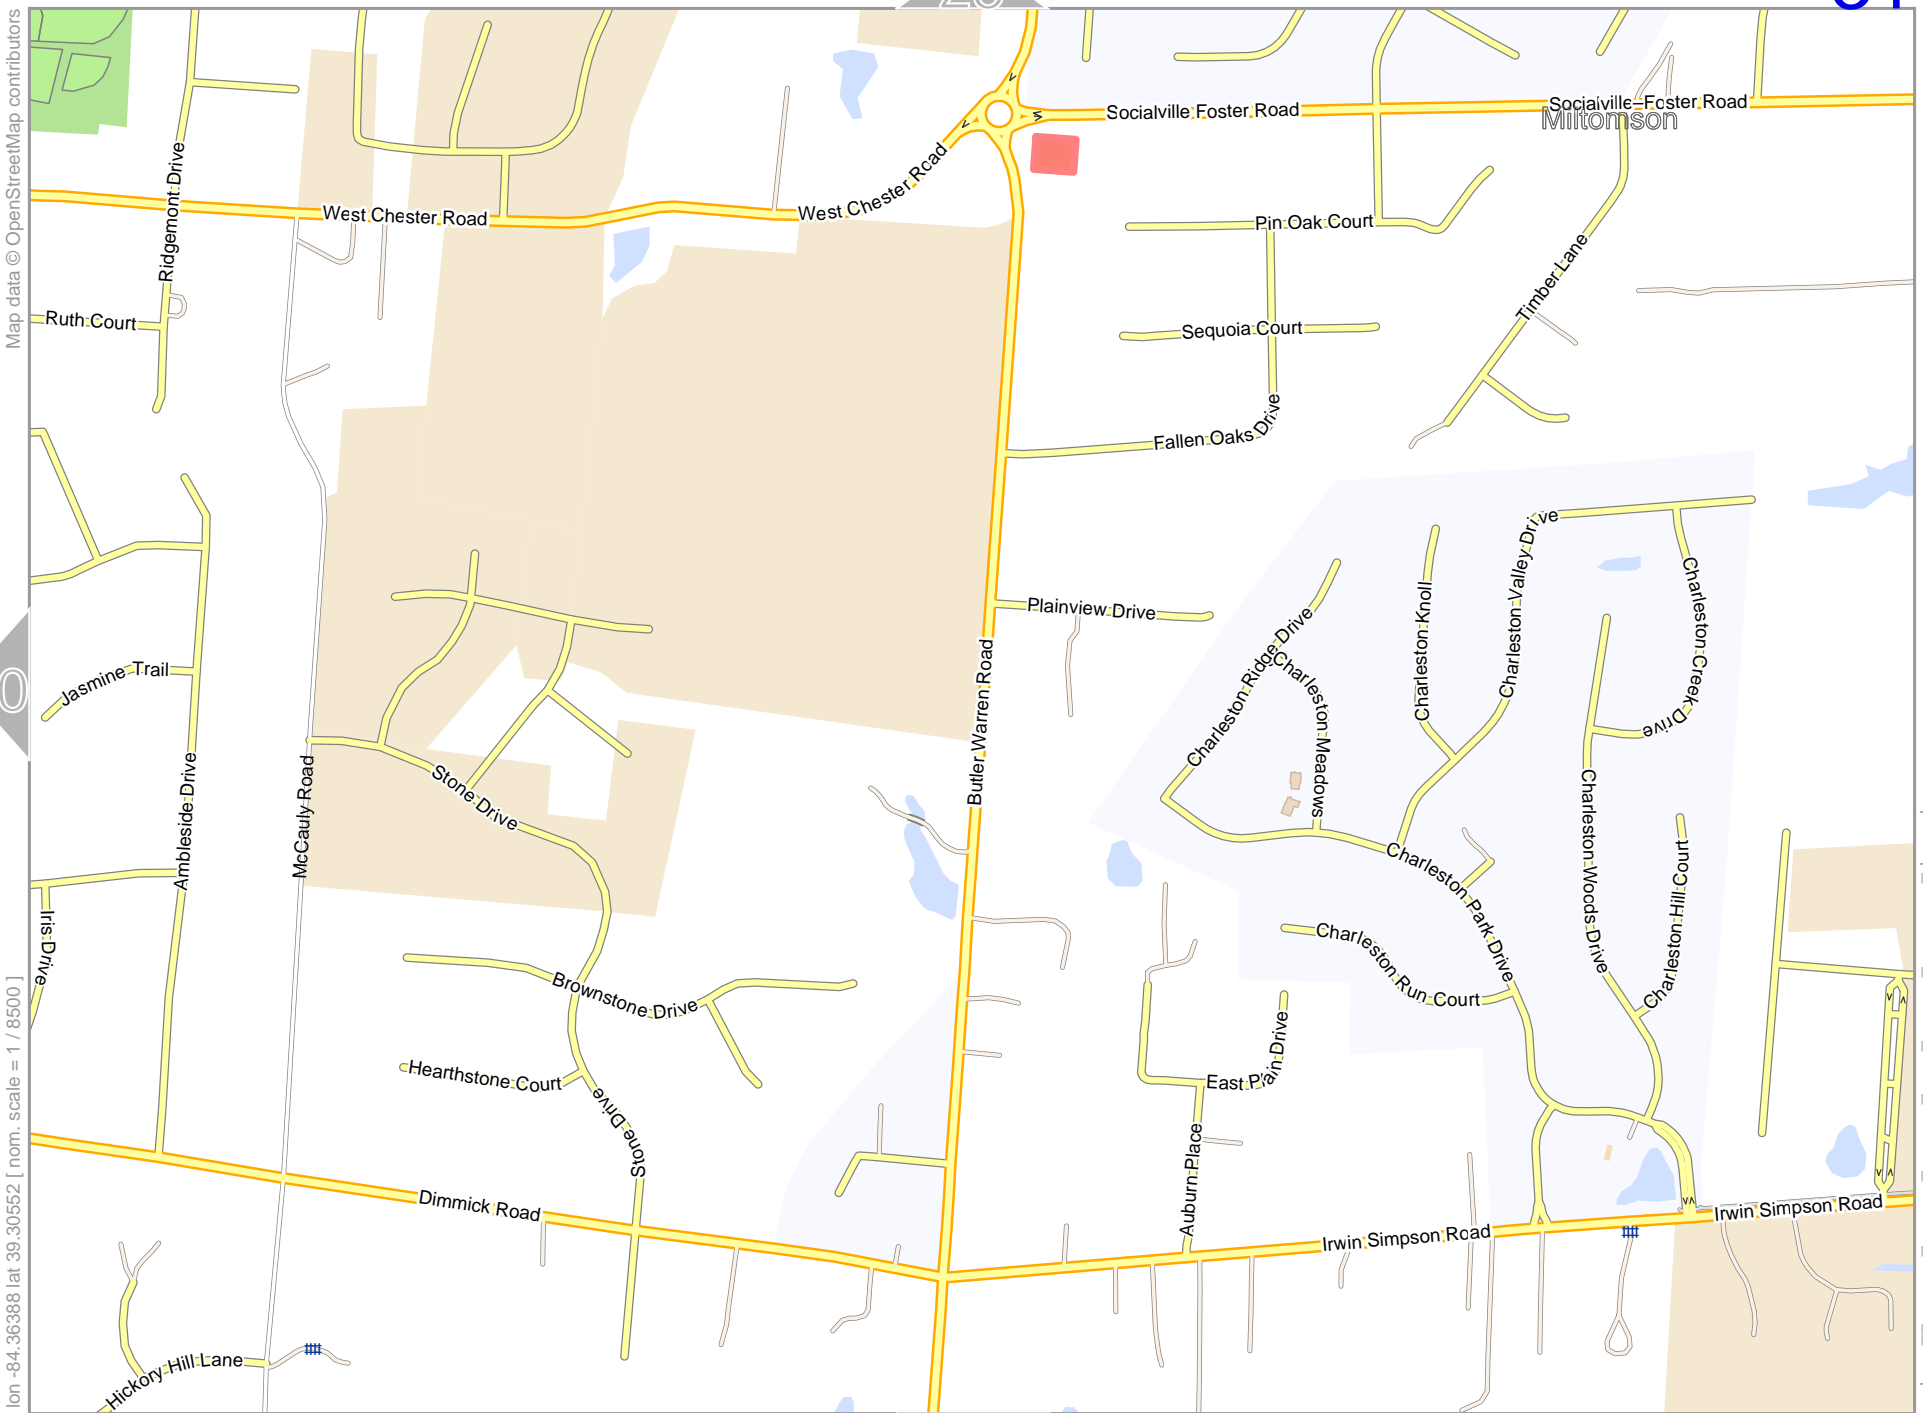 Map data © OpenStreetMap contributors
lon -84.36388 lat 39.30552 [ nom. scale = 1 / 8500 ]
Socialville Foster Road
Socialville–Foster Road
Miltomson
Ridgemont Drive
West Chester Road
West Chester Road
Pin Oak Court
Timber Lane
Ruth Court
Sequoia Court
Fallen Oaks Drive
Charleston Valley Drive
Charleston Knoll
Charleston Creek Drive
Plainview Drive
Charleston Ridge Drive
Charleston Meadows
Jasmine Trail
Butler Warren Road
Ambleside Drive
McCauly Road
Stone Drive
Charleston Park Drive
Charleston Woods Drive
Charleston Hill Court
Iris Drive
Charleston Run Court
Brownstone Drive
Hearthstone Court
East Plain Drive
Stone Drive
Auburn Place
Dimmick Road
Irwin Simpson Road
Irwin Simpson Road
Hickory Hill Lane